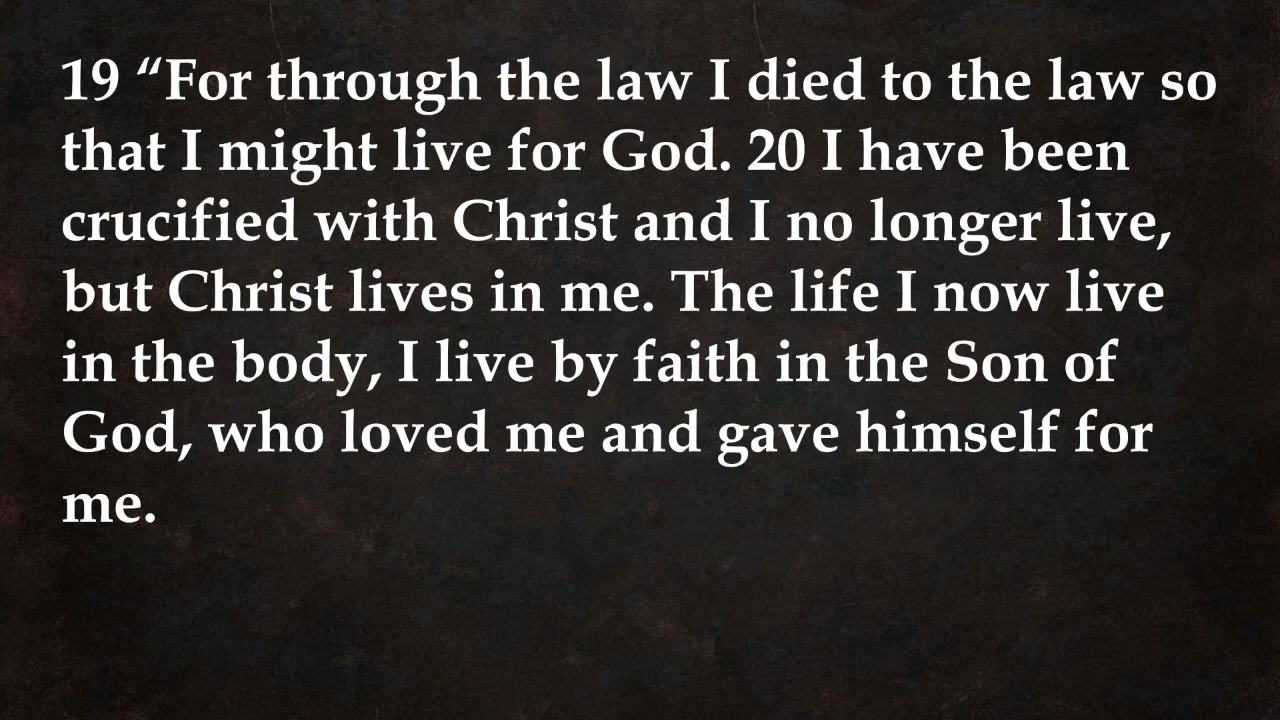 19 “For through the law I died to the law so
that I might live for God. 20 I have been
crucified with Christ and I no longer live,
but Christ lives in me. The life I now live
in the body, I live by faith in the Son of
God, who loved me and gave himself for
me.